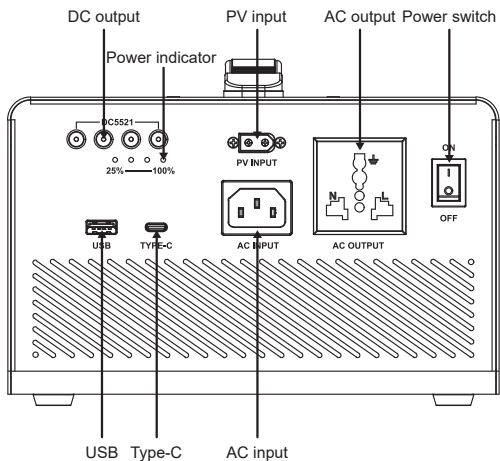 DC output
PV input
AC output
Power switch
Power indicator
DC5521
25%
100%
PV INPUT
ON
OFF
N
L
USB
TYPE-C
AC INPUT
AC OUTPUT
USB
Type-C
AC input